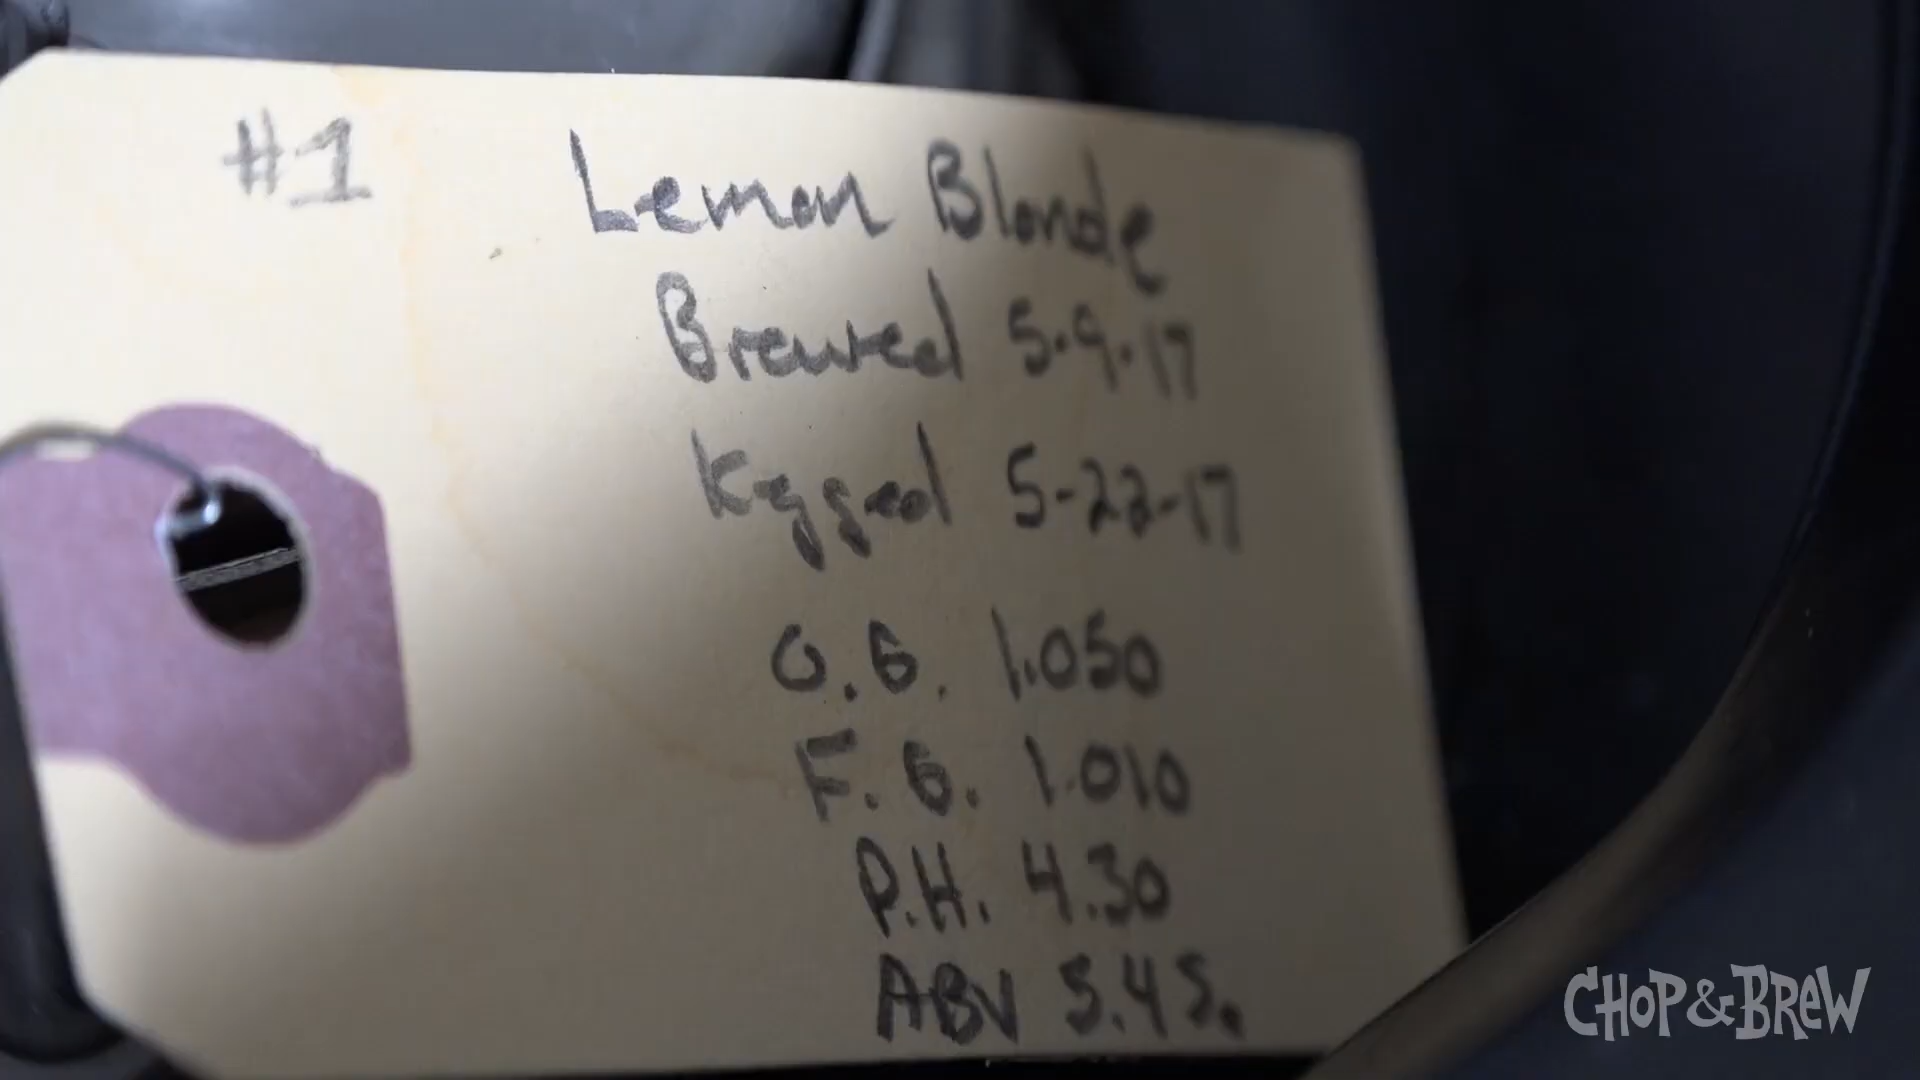 #1 Lemon Blonde
Brewed 5.9.17
Kegged 5-22-17
O.G. 1.050
F.G. 1.010
P.H. 4.30
ABV 5.45.
CHOP & BREW